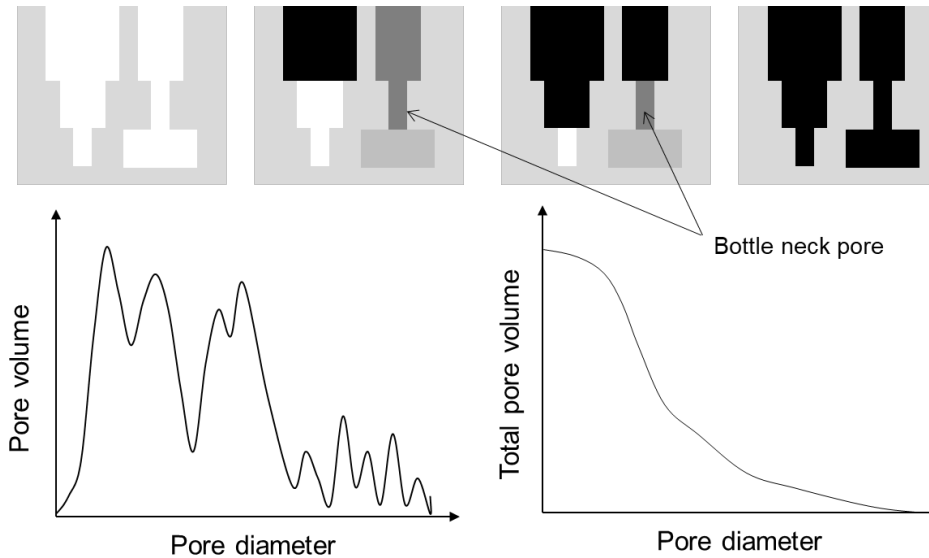 Bottle neck pore
Pore volume
Pore diameter
Total pore volume
Pore diameter